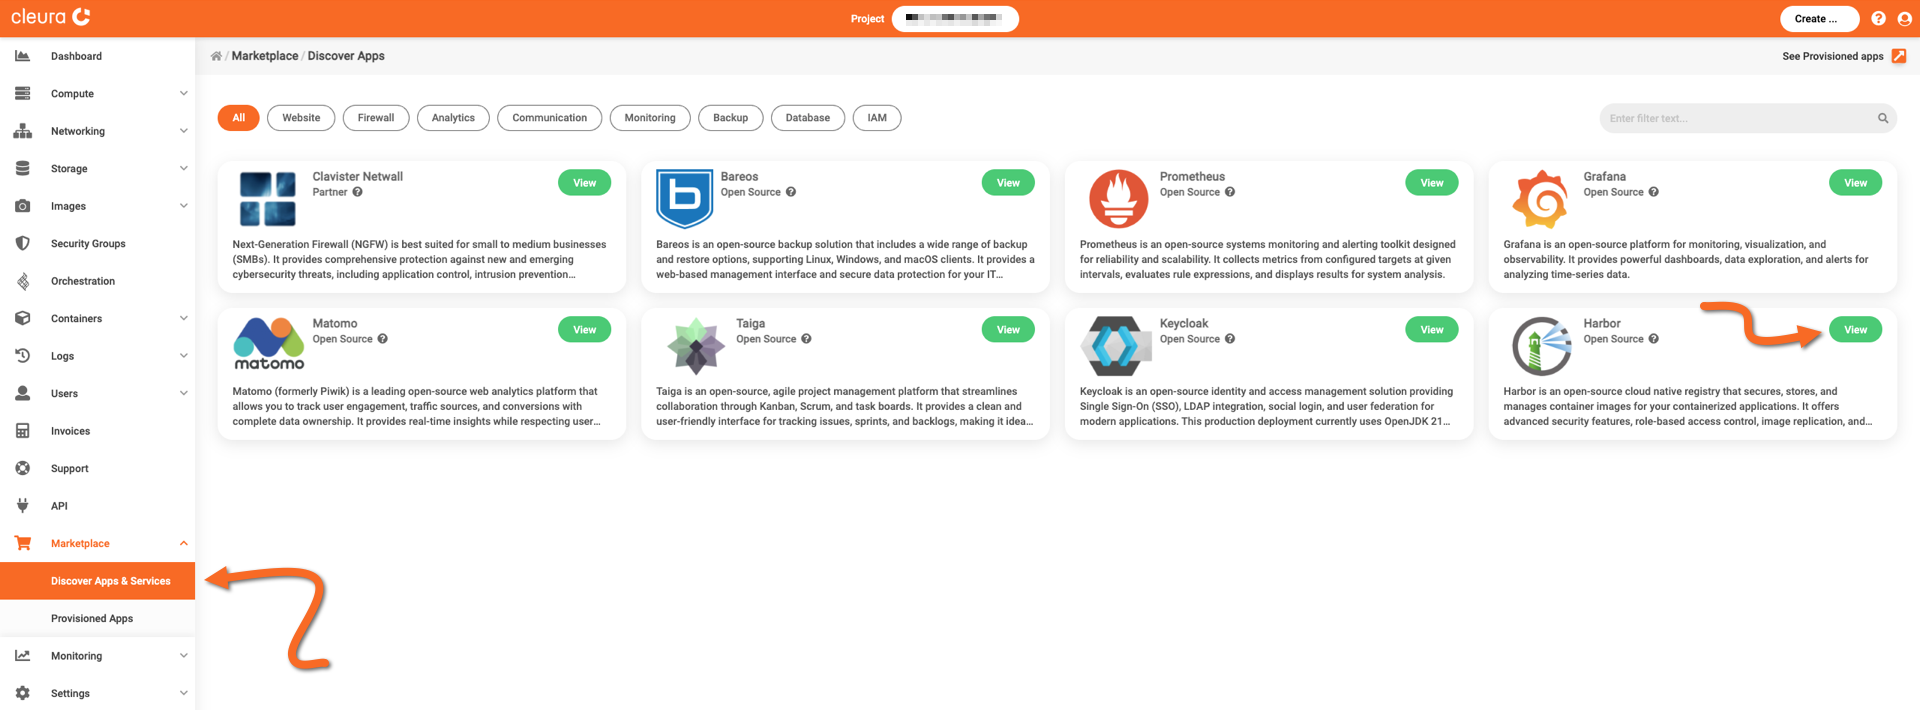 cleura
Project
Create ...
Dashboard
Compute
Networking
Storage
Images
Security Groups
Orchestration
Containers
Logs
Users
Invoices
Support
API
Marketplace
Discover Apps & Services
Provisioned Apps
Monitoring
Settings
/ Marketplace / Discover Apps
See Provisioned apps
All
Website
Firewall
Analytics
Communication
Monitoring
Backup
Database
IAM
Enter filter text...
Clavister Netwall
Partner
View
Next-Generation Firewall (NGFW) is best suited for small to medium businesses
(SMBs). It provides comprehensive protection against new and emerging
cybersecurity threats, including application control, intrusion prevention...
b
Bareos
Open Source
View
Bareos is an open-source backup solution that includes a wide range of backup
and restore options, supporting Linux, Windows, and macOS clients. It provides a
web-based management interface and secure data protection for your IT...
Prometheus
Open Source
View
Prometheus is an open-source systems monitoring and alerting toolkit designed
for reliability and scalability. It collects metrics from configured targets at given
intervals, evaluates rule expressions, and displays results for system analysis.
Grafana
Open Source
View
Grafana is an open-source platform for monitoring, visualization, and
observability. It provides powerful dashboards, data exploration, and alerts for
analyzing time-series data.
matomo
Matomo
Open Source
View
Matomo (formerly Piwik) is a leading open-source web analytics platform that
allows you to track user engagement, traffic sources, and conversions with
complete data ownership. It provides real-time insights while respecting user...
Taiga
Open Source
View
Taiga is an open-source, agile project management platform that streamlines
collaboration through Kanban, Scrum, and task boards. It provides a clean and
user-friendly interface for tracking issues, sprints, and backlogs, making it idea...
Keycloak
Open Source
View
Keycloak is an open-source identity and access management solution providing
Single Sign-On (SSO), LDAP integration, social login, and user federation for
modern applications. This production deployment currently uses OpenJDK 21...
Harbor
Open Source
View
Harbor is an open-source cloud native registry that secures, stores, and
manages container images for your containerized applications. It offers
advanced security features, role-based access control, image replication, and...